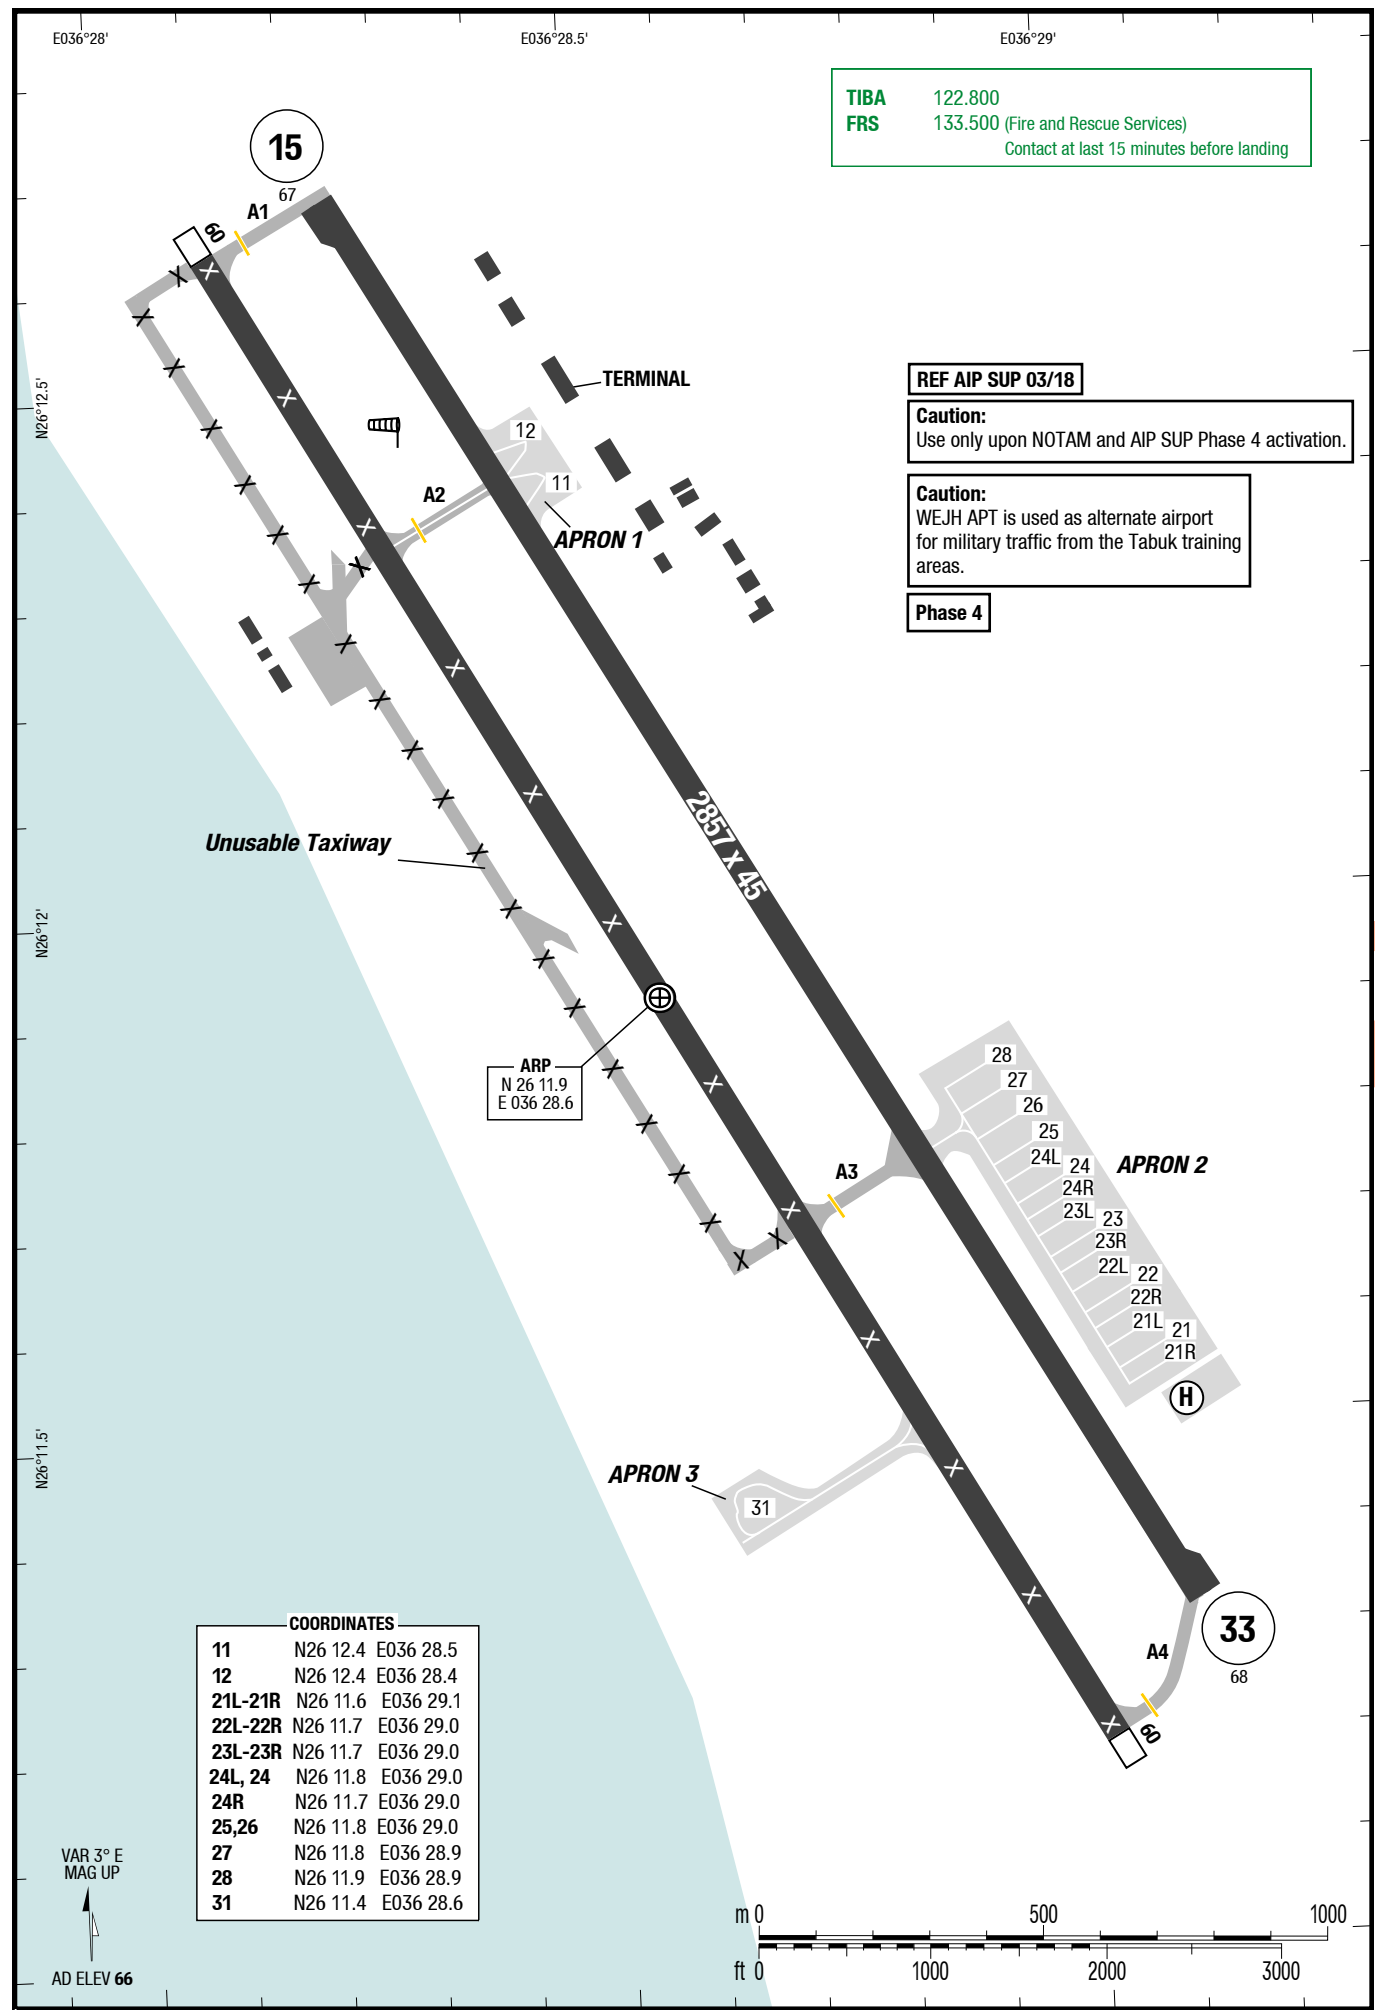 E036°28'
E036°28.5'
E036°29'
TIBA 122.800
FRS 133.500 (Fire and Rescue Services)
Contact at last 15 minutes before landing
15
67
A1
60
TERMINAL
REF AIP SUP 03/18
N26°12.5'
Caution:
Use only upon NOTAM and AIP SUP Phase 4 activation.
12
11
A2
APRON 1
Caution:
WEJH APT is used as alternate airport
for military traffic from the Tabuk training
areas.
Phase 4
2857 x 45
Unusable Taxiway
N26°12'
ARP
N 26 11.9
E 036 28.6
28
27
26
25
24L
24
24R
23L
23
23R
22L
22
22R
21L
21
21R
APRON 2
A3
H
N26°11.5'
APRON 3
31
33
68
A4
60
COORDINATES
11 N26 12.4 E036 28.5
12 N26 12.4 E036 28.4
21L-21R N26 11.6 E036 29.1
22L-22R N26 11.7 E036 29.0
23L-23R N26 11.7 E036 29.0
24L, 24 N26 11.8 E036 29.0
24R N26 11.7 E036 29.0
25,26 N26 11.8 E036 29.0
27 N26 11.8 E036 28.9
28 N26 11.9 E036 28.9
31 N26 11.4 E036 28.6
VAR 3° E
MAG UP
AD ELEV 66
m 0 500 1000
ft 0 1000 2000 3000